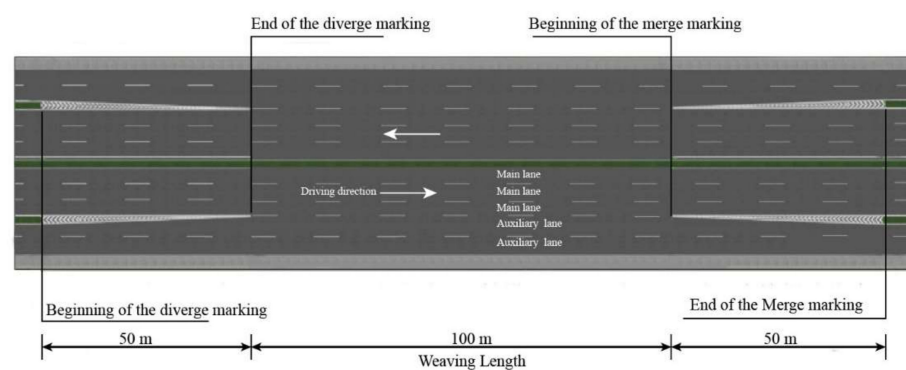 End of the diverge marking
Beginning of the merge marking
Main lane
Driving direction
Main lane
Main lane
Auxiliary lane
Auxiliary lane
Beginning of the diverge marking
End of the Merge marking
50 m
100 m
50 m
Weaving Length